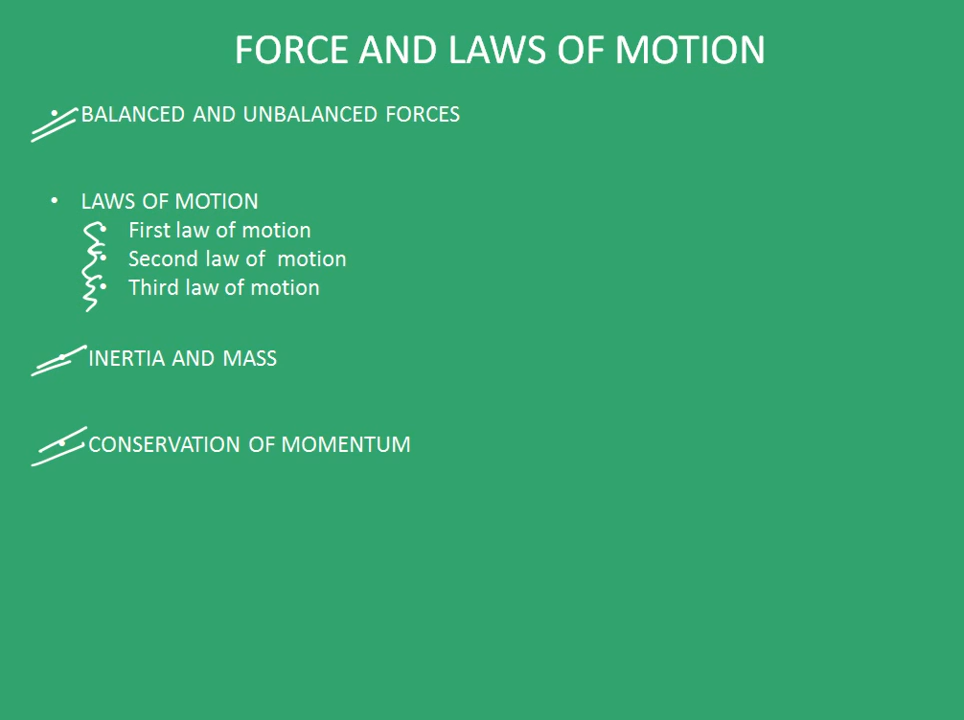 FORCE AND LAWS OF MOTION
• BALANCED AND UNBALANCED FORCES
• LAWS OF MOTION
• First law of motion
• Second law of motion
• Third law of motion
• INERTIA AND MASS
• CONSERVATION OF MOMENTUM